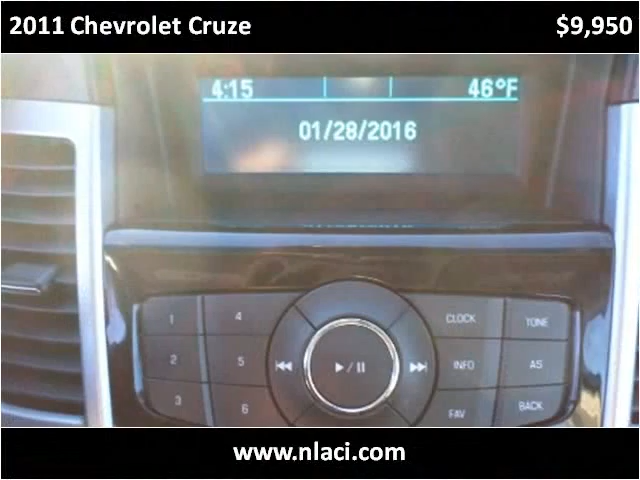 2011 Chevrolet Cruze $9,950
4:15 46°F
01/28/2016
1 4 CLOCK TONE
2 5 INFO AS
3 6 FAV BACK
www.nlaci.com